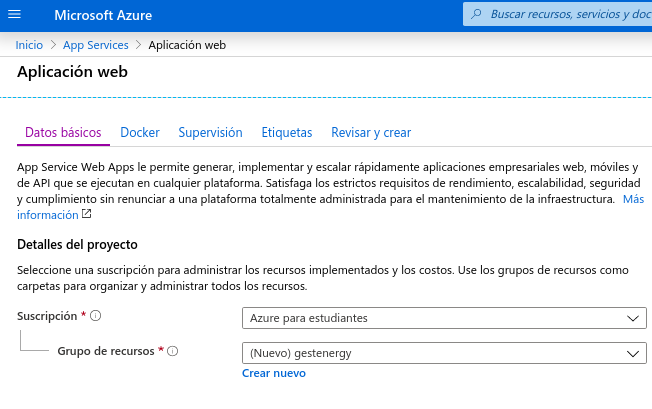 Microsoft Azure
Buscar recursos, servicios y doc
Inicio > App Services > Aplicación web
Aplicación web
Datos básicos Docker Supervisión Etiquetas Revisar y crear
App Service Web Apps le permite generar, implementar y escalar rápidamente aplicaciones empresariales web, móviles y
de API que se ejecutan en cualquier plataforma. Satisfaga los estrictos requisitos de rendimiento, escalabilidad, seguridad
y cumplimiento sin renunciar a una plataforma totalmente administrada para el mantenimiento de la infraestructura. Más
información
Detalles del proyecto
Seleccione una suscripción para administrar los recursos implementados y los costos. Use los grupos de recursos como
carpetas para organizar y administrar todos los recursos.
Suscripción * Azure para estudiantes
Grupo de recursos * (Nuevo) gestenergy
Crear nuevo